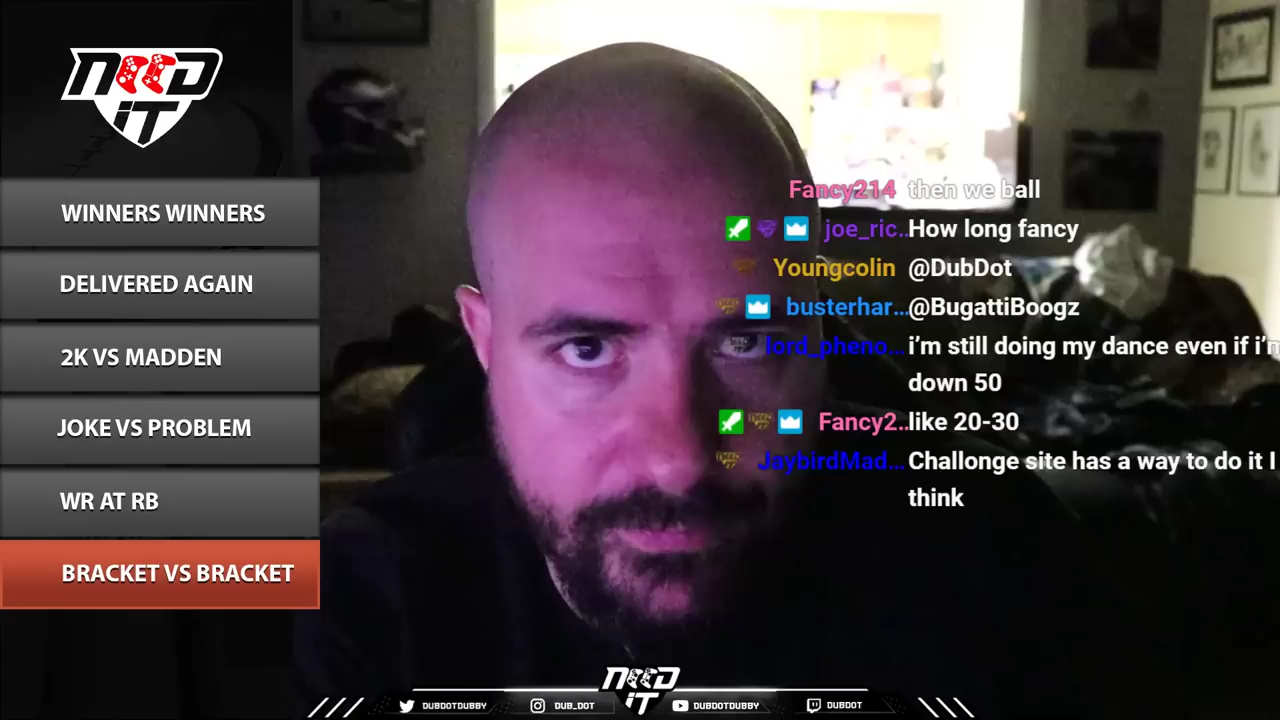 NEED
iT
WINNERS WINNERS
DELIVERED AGAIN
2K VS MADDEN
JOKE VS PROBLEM
WR AT RB
BRACKET VS BRACKET
Fancy214 then we ball
joe_ric.. How long fancy
Youngcolin @DubDot
busterhar... @BugattiBoogz
lord_pheno... i'm still doing my dance even if i'm
down 50
Fancy2.. like 20-30
JaybirdMad... Challonge site has a way to do it I
think
NEED
iT
DUBDOTDUBBY DUB_DOT DUBDOTDUBBY DUBDOT